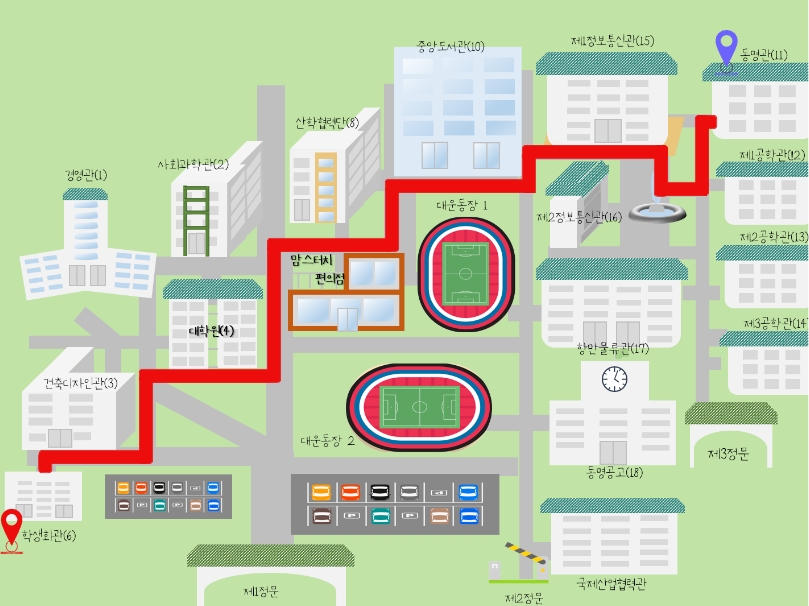 제1정보통신관(15)
중앙도서관(10)
동명관(11)
산학협력단(8)
제1공학관(12)
사회과학관(2)
경영관(1)
대운동장 1
제2정보통신관(16)
제2공학관(13)
맘스터치
편의점
제3공학관(14
대학원(4)
항만물류관(17)
건축디자인관(3)
대운동장 2
제3정문
동명공고(18)
학생회관(6)
국제산업협력관
제1정문
제2정문